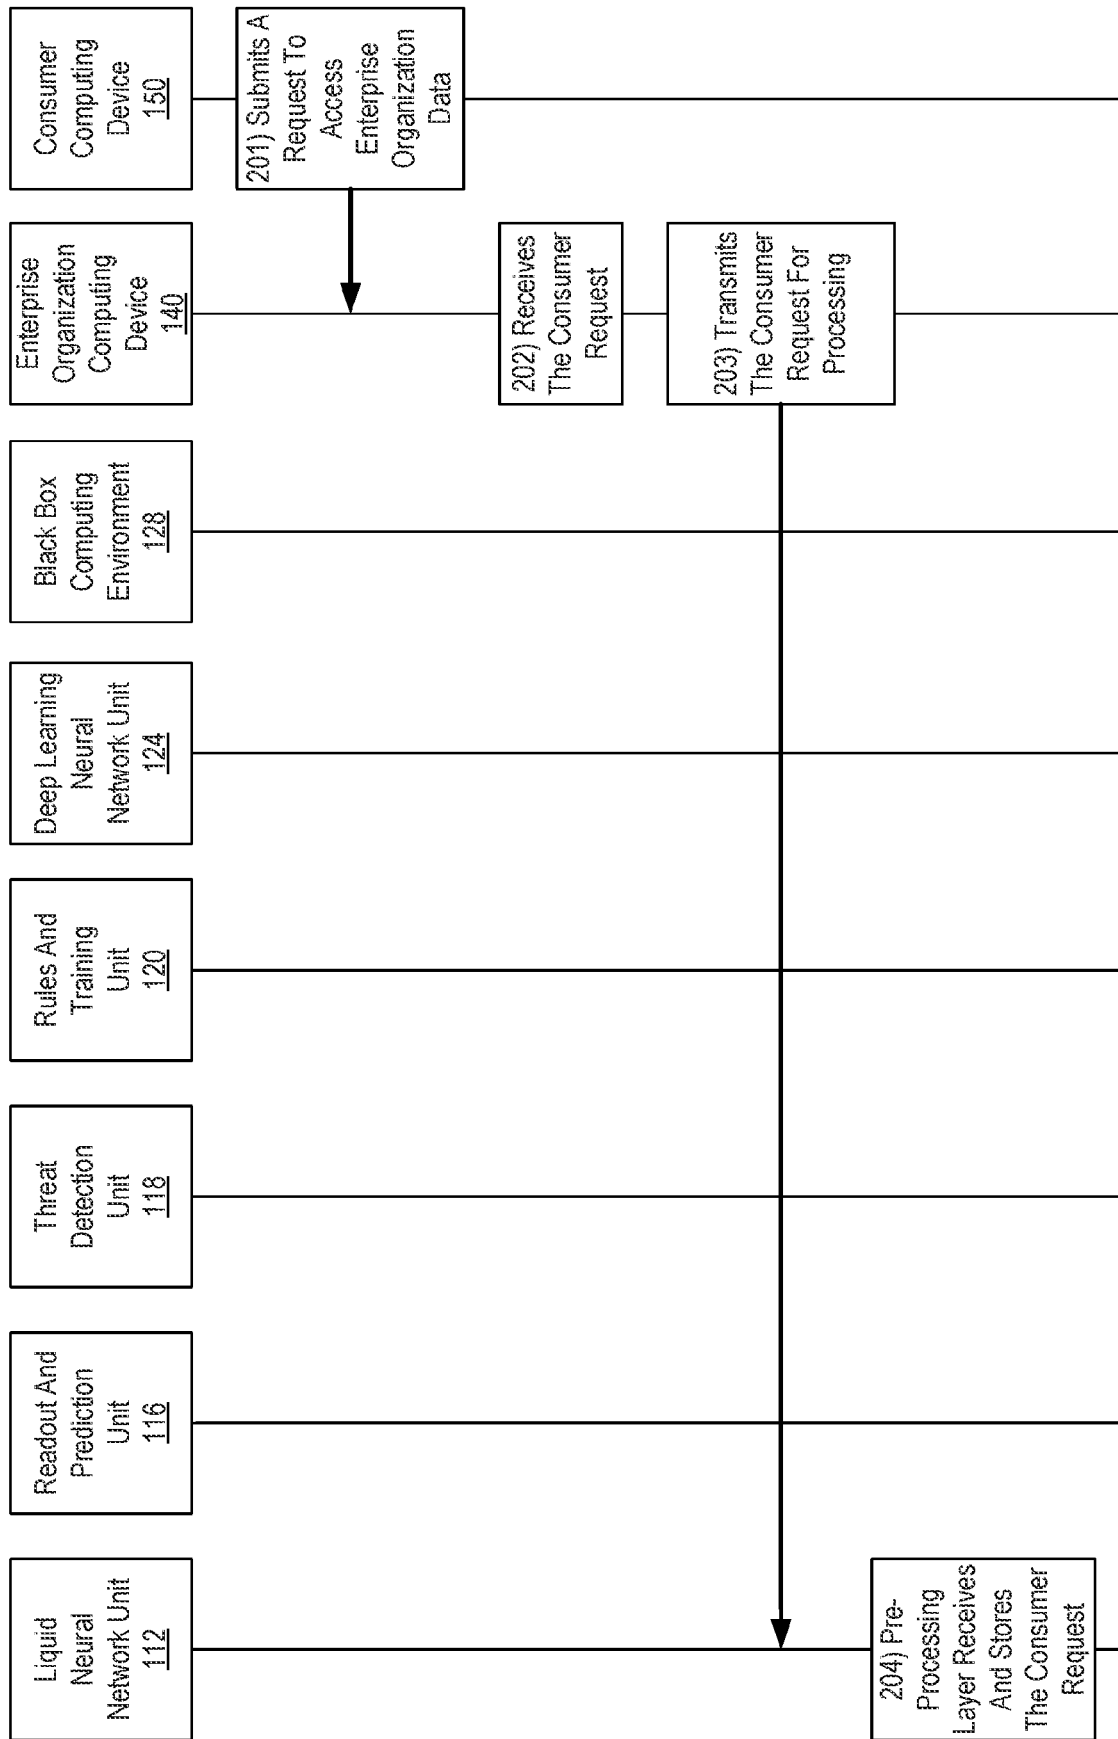 Liquid
Neural
Network Unit
112
Readout And
Prediction
Unit
116
Threat
Detection
Unit
118
Rules And
Training
Unit
120
Deep Learning
Neural
Network Unit
124
Black Box
Computing
Environment
128
Enterprise
Organization
Computing
Device
140
Consumer
Computing
Device
150
201) Submits A
Request To
Access
Enterprise
Organization
Data
202) Receives
The Consumer
Request
203) Transmits
The Consumer
Request For
Processing
204) Pre-
Processing
Layer Receives
And Stores
The Consumer
Request